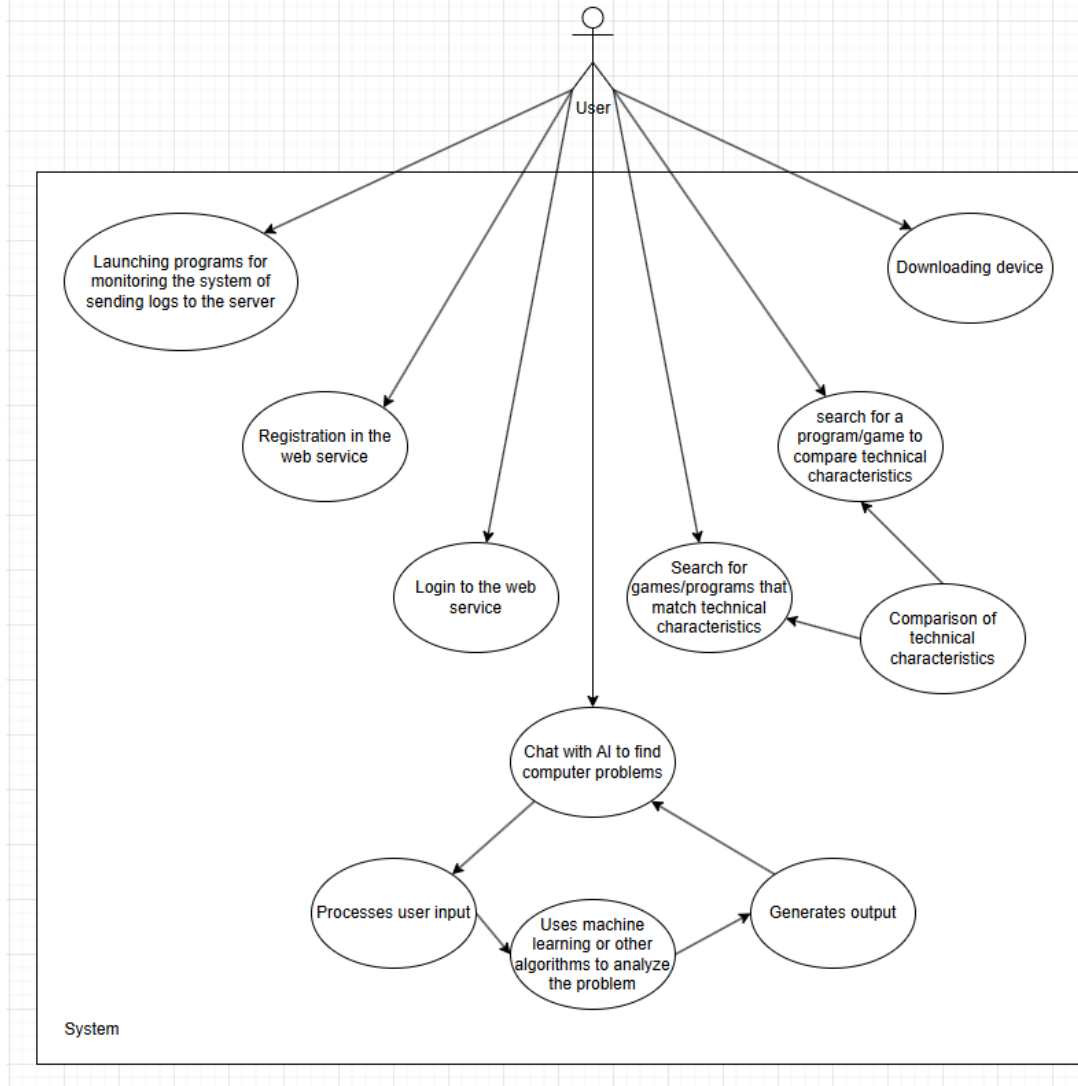 User
Launching programs for
monitoring the system of
sending logs to the server
Downloading device
Registration in the
web service
search for a
program/game to
compare technical
characteristics
Login to the web
service
Search for
games/programs that
match technical
characteristics
Comparison of
technical
characteristics
Chat with AI to find
computer problems
Processes user input
Uses machine
learning or other
algorithms to analyze
the problem
Generates output
System